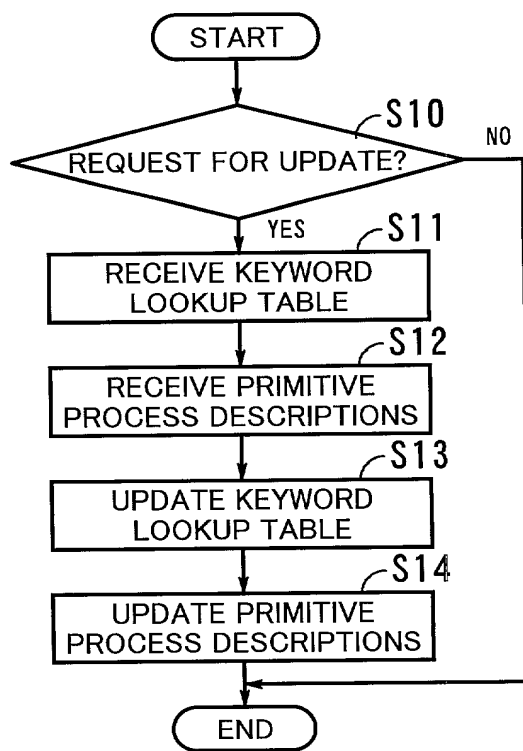 START
S10
REQUEST FOR UPDATE?
NO
YES
S11
RECEIVE KEYWORD
LOOKUP TABLE
S12
RECEIVE PRIMITIVE
PROCESS DESCRIPTIONS
S13
UPDATE KEYWORD
LOOKUP TABLE
S14
UPDATE PRIMITIVE
PROCESS DESCRIPTIONS
END